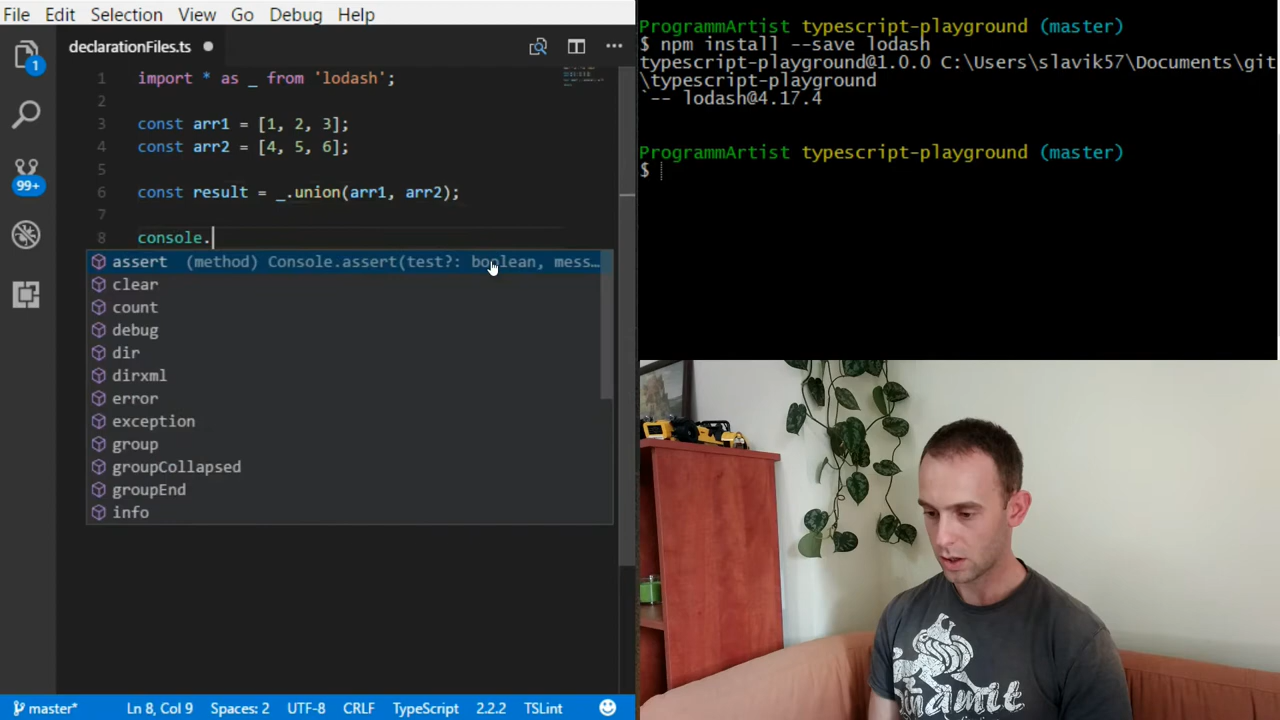 File Edit Selection View Go Debug Help
declarationFiles.ts
1
99+
1 import * as _ from 'lodash';
2
3 const arr1 = [1, 2, 3];
4 const arr2 = [4, 5, 6];
5
6 const result = _.union(arr1, arr2);
7
8 console.
assert (method) Console.assert(test?: boolean, mess…
clear
count
debug
dir
dirxml
error
exception
group
groupCollapsed
groupEnd
info
master* Ln 8, Col 9 Spaces: 2 UTF-8 CRLF TypeScript 2.2.2 TSLint
ProgrammArtist typescript-playground (master)
$ npm install --save lodash
typescript-playground@1.0.0 C:\Users\slavik57\Documents\git
\typescript-playground
`-- lodash@4.17.4
ProgrammArtist typescript-playground (master)
$